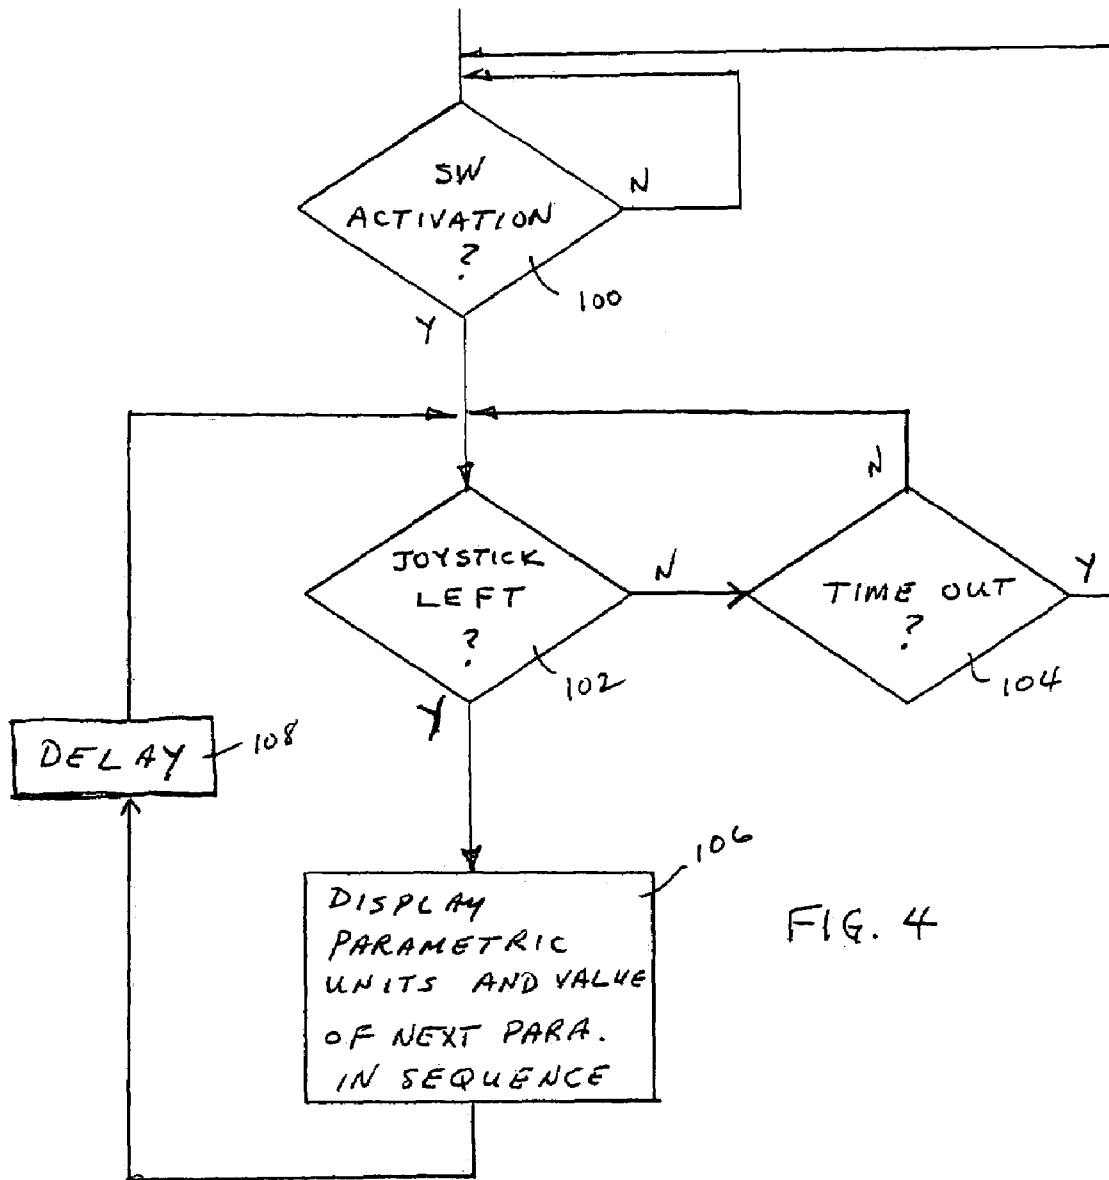 SW
ACTIVATION
?
N
100
Y
N
JOYSTICK
LEFT
?
N
102
Y
TIME OUT
?
Y
104
DELAY
108
106
DISPLAY
PARAMETRIC
UNITS AND VALUE
OF NEXT PARA.
IN SEQUENCE
FIG. 4